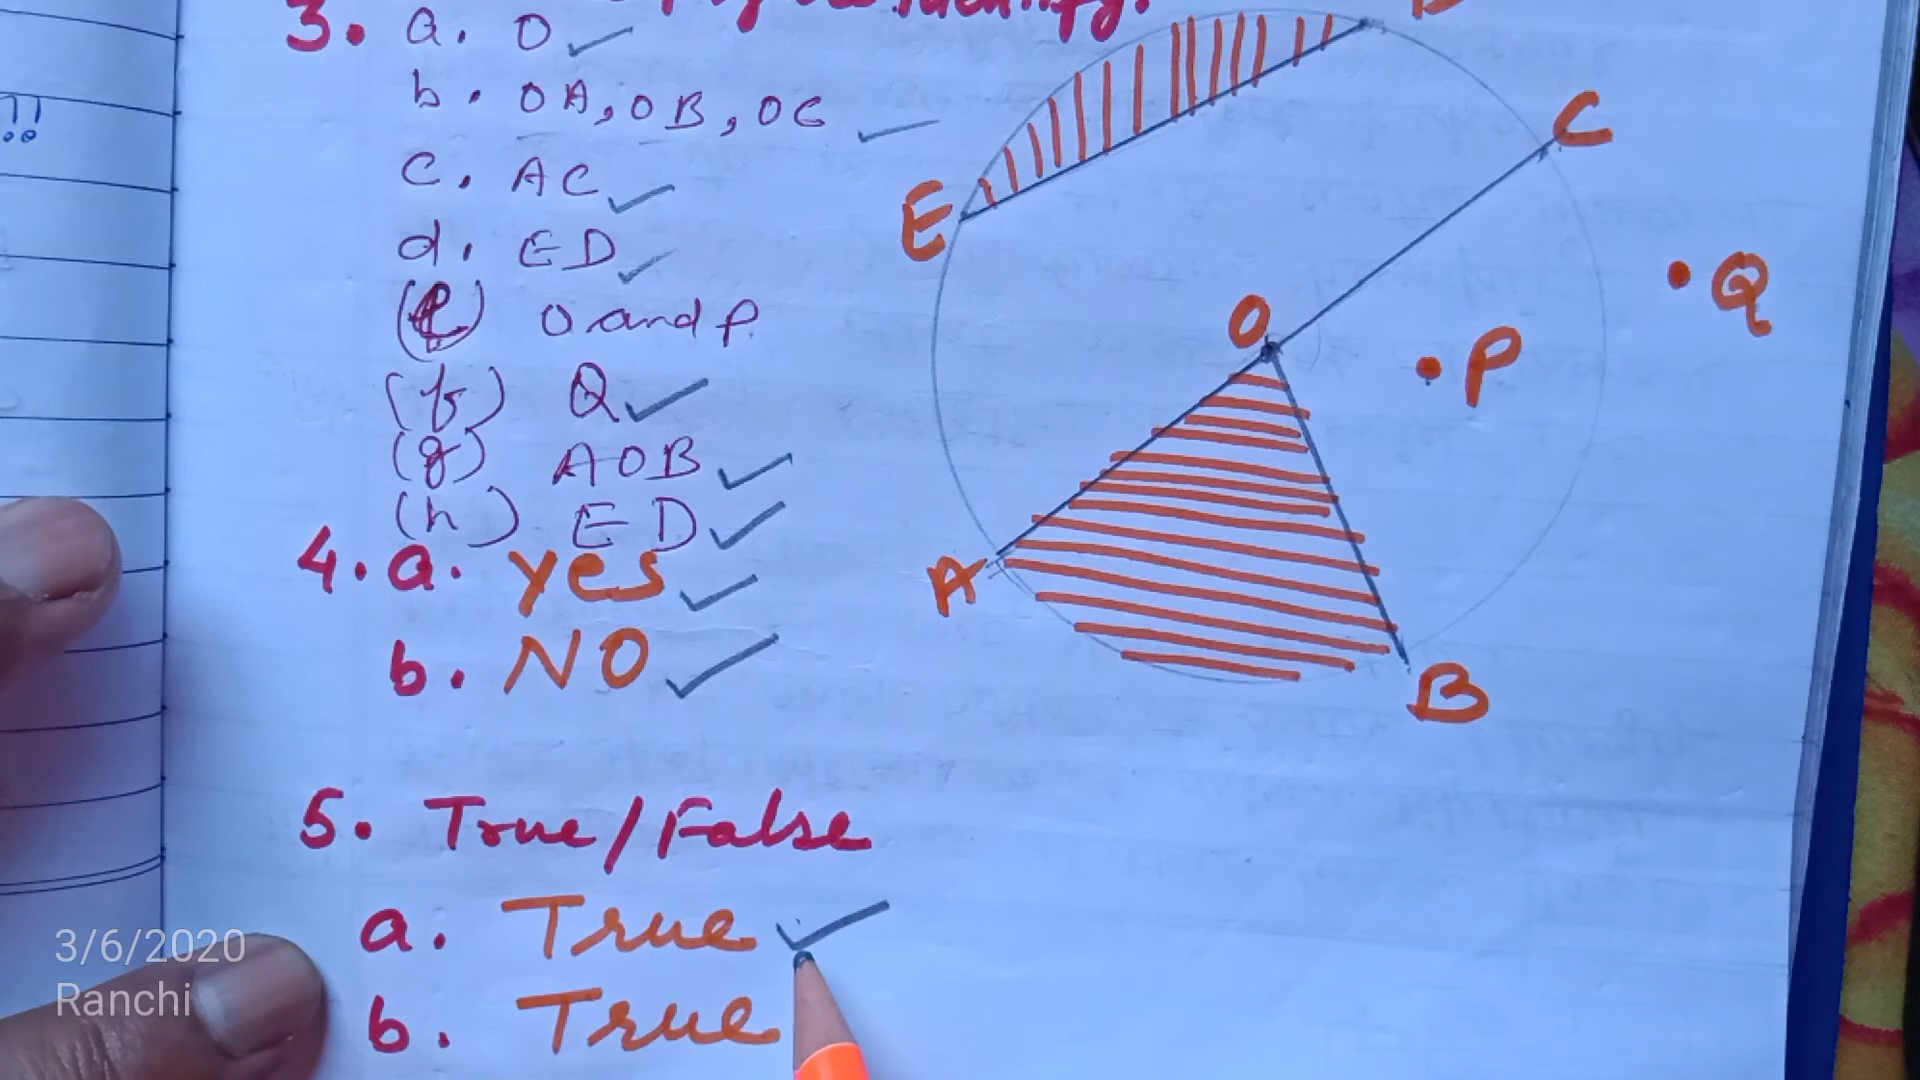 3. a. O
identify.
b. OA, OB, OC
c. AC
d. ED
(e) O and P.
(f) Q
(g) AOB
(h) ED
4. a. yes
b. NO
5. True/False
a. True
b. True
C
E
Q
O
P
A
B
!!
3/6/2020
Ranchi